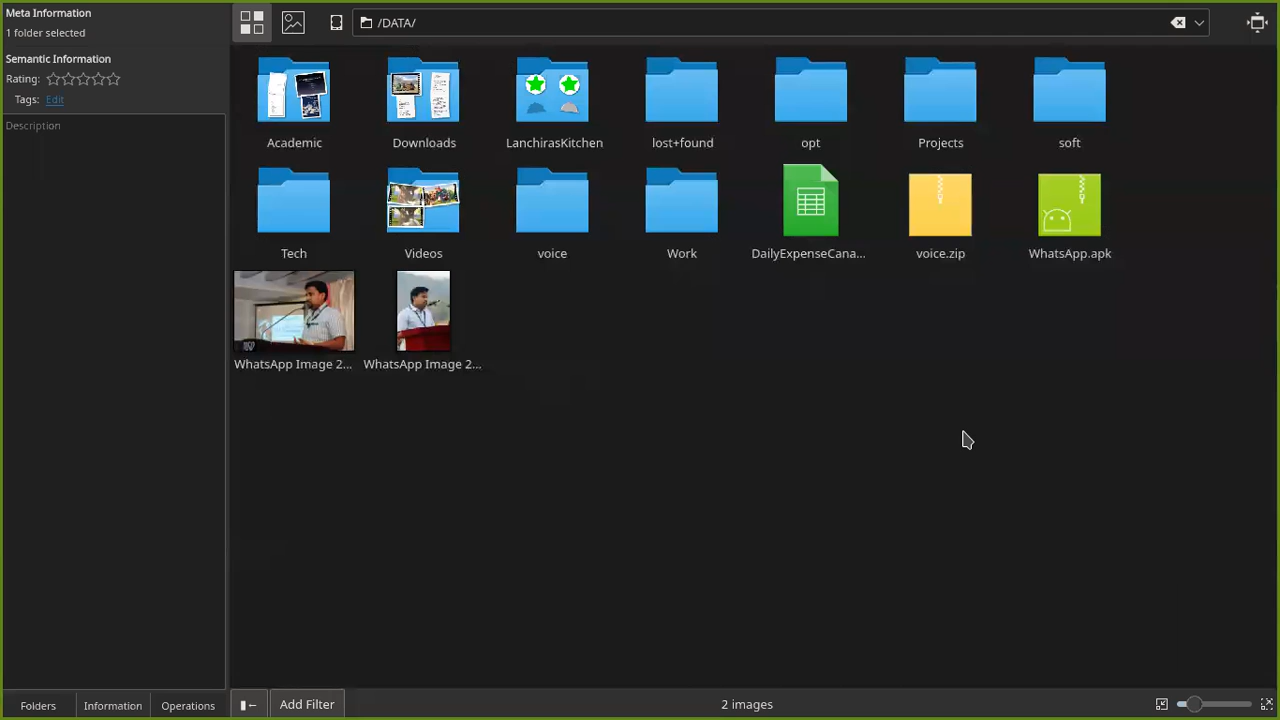 Meta Information
1 folder selected
Semantic Information
Rating:
Tags: Edit
Description
/DATA/
Academic
Downloads
LanchirasKitchen
lost+found
opt
Projects
soft
Tech
Videos
voice
Work
DailyExpenseCana...
voice.zip
WhatsApp.apk
WhatsApp Image 2...
WhatsApp Image 2...
Folders
Information
Operations
Add Filter
2 images